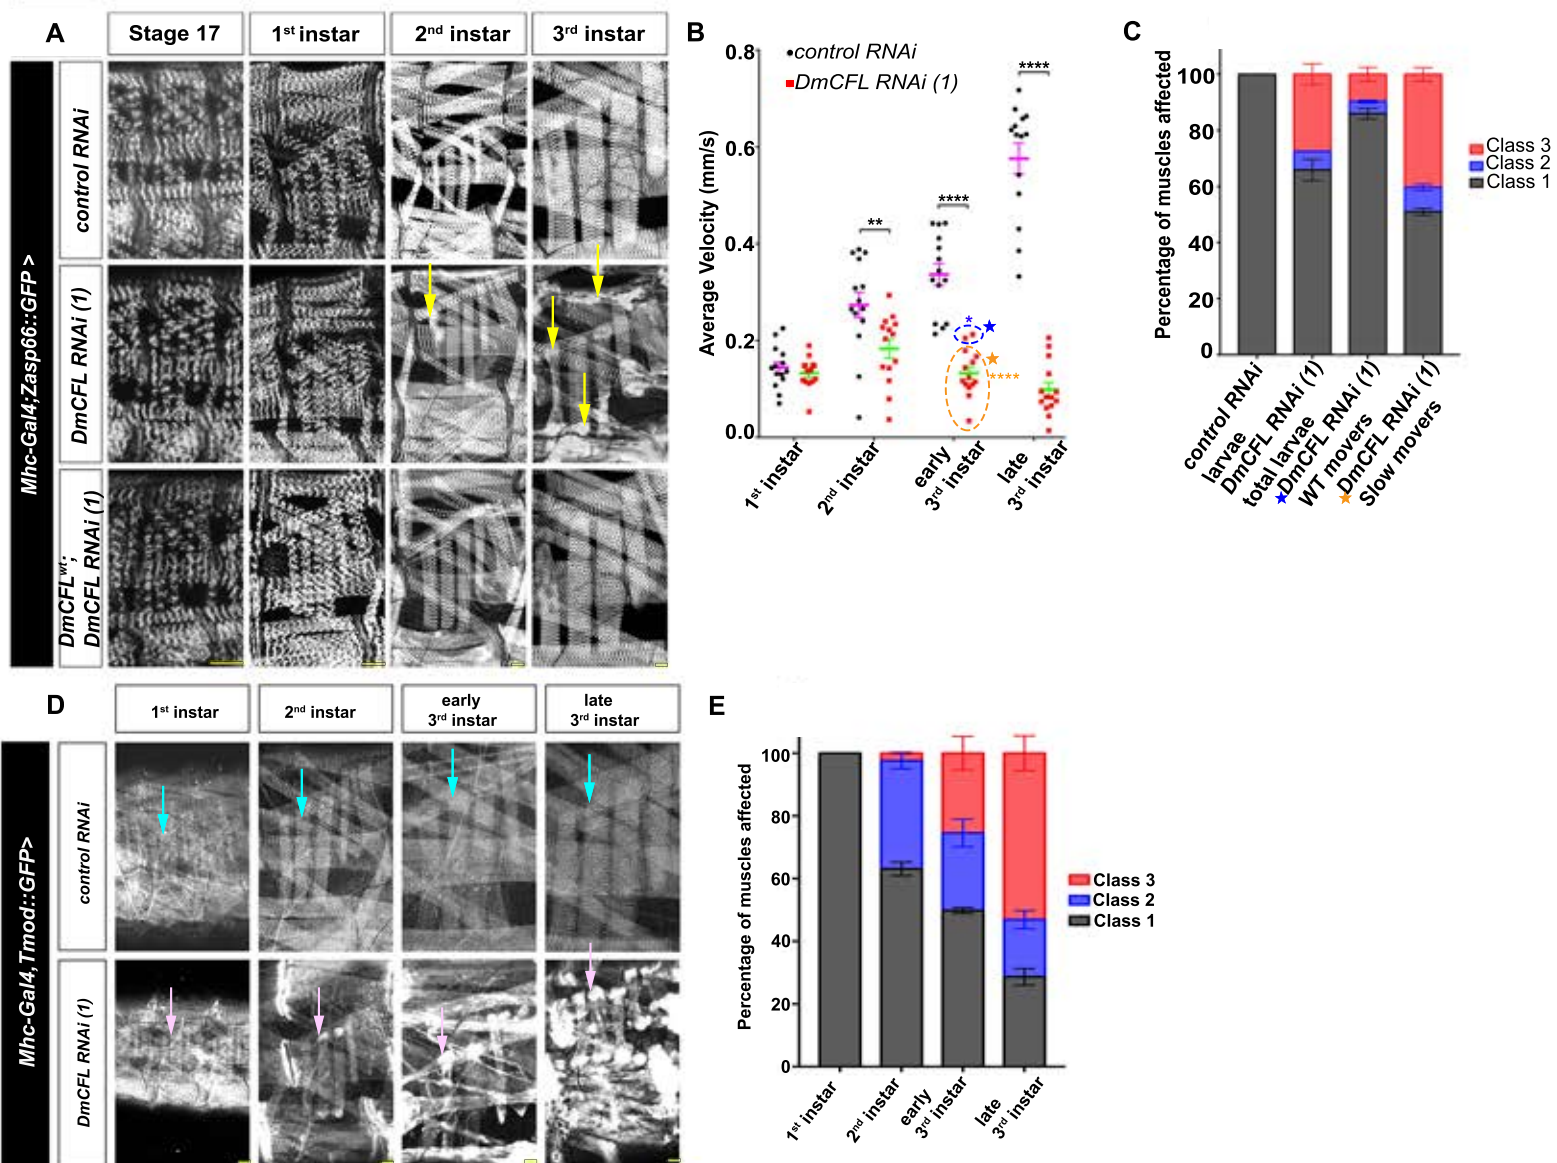 A
Stage 17
1st instar
2nd instar
3rd instar
Mhc-Gal4;Zasp66::GFP >
control RNAi
DmCFL RNAi (1)
DmCFLwt;
DmCFL RNAi (1)
B
control RNAi
DmCFL RNAi (1)
Average Velocity (mm/s)
0.8
0.6
0.4
0.2
0.0
**
****
****
*
****
1st instar
2nd instar
early
3rd instar
late
3rd instar
C
Percentage of muscles affected
100
80
60
40
20
0
Class 3
Class 2
Class 1
control RNAi
larvae
DmCFL RNAi (1)
total larvae
DmCFL RNAi (1)
WT movers
DmCFL RNAi (1)
Slow movers
D
1st instar
2nd instar
early
3rd instar
late
3rd instar
Mhc-Gal4,Tmod::GFP>
control RNAi
DmCFL RNAi (1)
E
Percentage of muscles affected
100
80
60
40
20
0
Class 3
Class 2
Class 1
1st instar
2nd instar
early
3rd instar
late
3rd instar